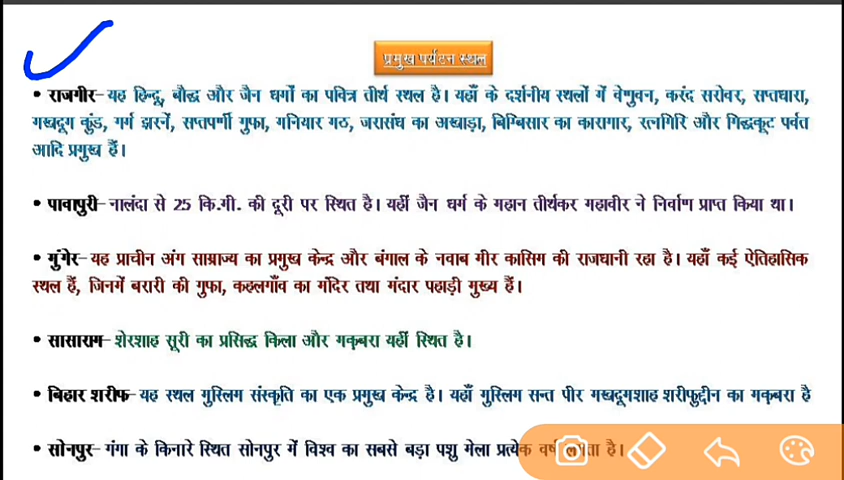 प्रमुख पर्यटन स्थल
• राजगीर– यह हिन्दू, बौद्ध और जैन धर्मों का पवित्र तीर्थ स्थल है। यहाँ के दर्शनीय स्थलों में वेणुवन, करंद सरोवर, सप्तधारा,
मखदूम कुंड, गर्म झरनें, सप्तपर्णी गुफा, मनियार मठ, जरासंध का अखाड़ा, बिम्बिसार का कारागार, रत्नगिरि और गिद्धकूट पर्वत
आदि प्रमुख हैं।
• पावापुरी– नालंदा से 25 कि.मी. की दूरी पर स्थित है। यहीं जैन धर्म के महान तीर्थकर महावीर ने निर्वाण प्राप्त किया था।
• मुंगेर– यह प्राचीन अंग साम्राज्य का प्रमुख केन्द्र और बंगाल के नवाब मीर कासिम की राजधानी रहा है। यहाँ कई ऐतिहासिक
स्थल हैं, जिनमें बरारी की गुफा, कहलगाँव का मंदिर तथा मंदार पहाड़ी मुख्य हैं।
• सासाराम– शेरशाह सूरी का प्रसिद्ध किला और मकबरा यहीं स्थित है।
• बिहार शरीफ– यह स्थल मुस्लिम संस्कृति का एक प्रमुख केन्द्र है। यहाँ मुस्लिम सन्त पीर मखदूमशाह शरीफुद्दीन का मकबरा है
• सोनपुर– गंगा के किनारे स्थित सोनपुर में विश्व का सबसे बड़ा पशु मेला प्रत्येक वर्ष है।